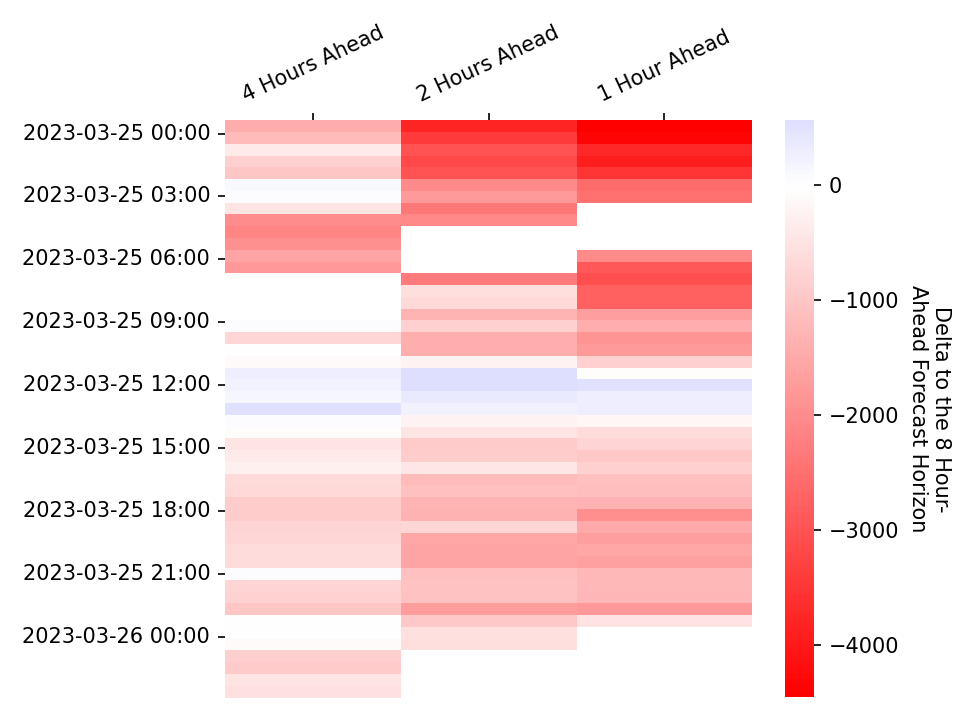 4 Hours Ahead
2 Hours Ahead
1 Hour Ahead
2023-03-25 00:00
2023-03-25 03:00
2023-03-25 06:00
2023-03-25 09:00
2023-03-25 12:00
2023-03-25 15:00
2023-03-25 18:00
2023-03-25 21:00
2023-03-26 00:00
0
−1000
−2000
−3000
−4000
Delta to the 8 Hour-
Ahead Forecast Horizon